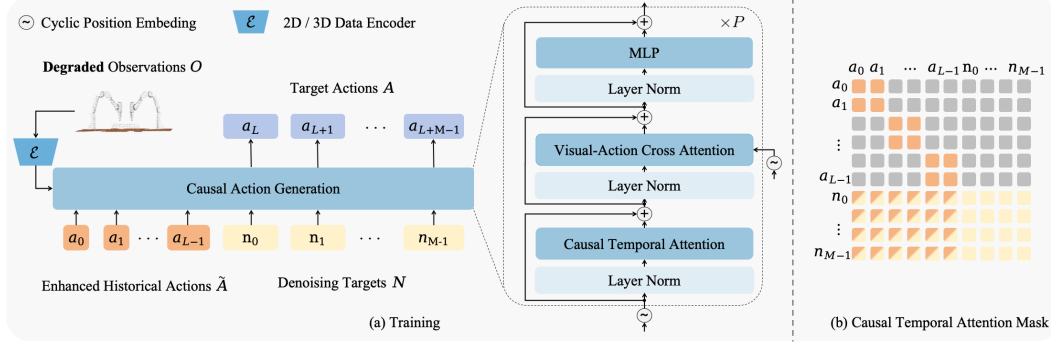 ~ Cyclic Position Embeding
ℰ 2D / 3D Data Encoder
Degraded Observations O
Target Actions A
a_L a_{L+1} ··· a_{L+M−1}
ℰ
Causal Action Generation
a_0 a_1 ··· a_{L−1} n_0 n_1 ··· n_{M-1}
Enhanced Historical Actions Ã
Denoising Targets N
(a) Training
×P
+
MLP
Layer Norm
+
Visual-Action Cross Attention
~
Layer Norm
+
Causal Temporal Attention
Layer Norm
~
a_0 a_1 ··· a_{L−1} n_0 ··· n_{M−1}
a_0
a_1
⋮
a_{L−1}
n_0
⋮
n_{M−1}
(b) Causal Temporal Attention Mask